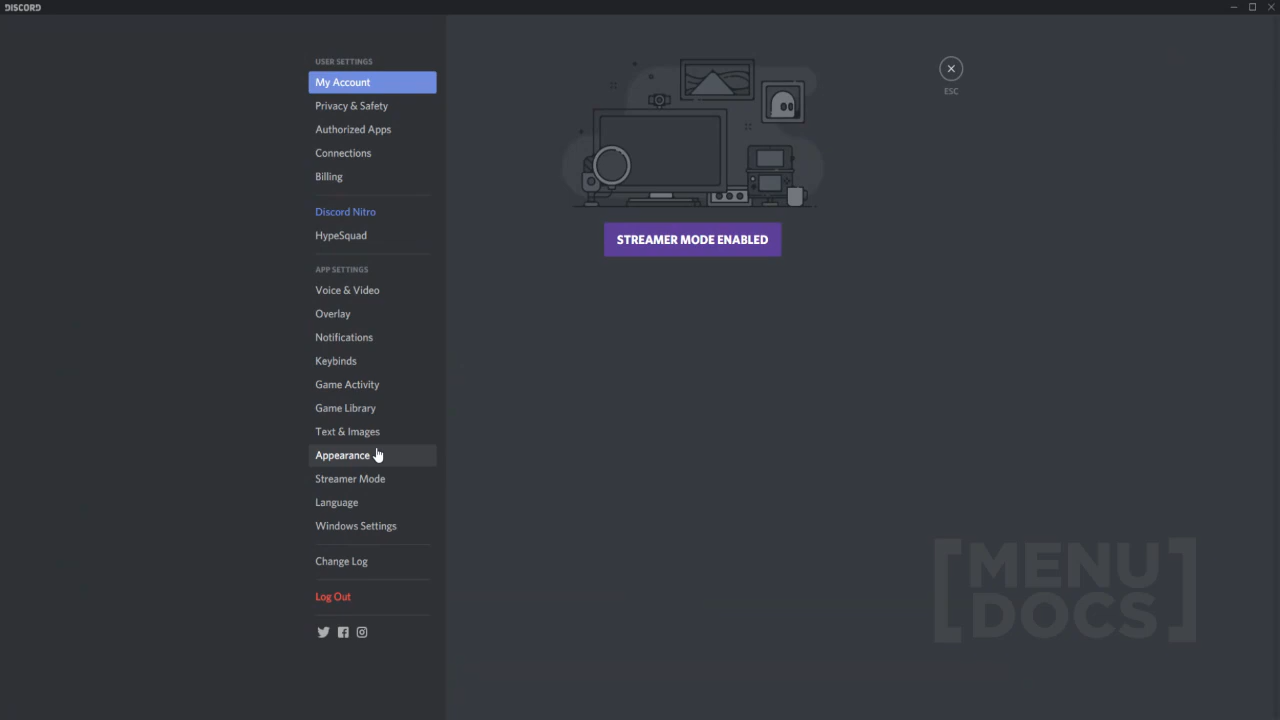 DISCORD
USER SETTINGS
My Account
Privacy & Safety
Authorized Apps
Connections
Billing
Discord Nitro
HypeSquad
APP SETTINGS
Voice & Video
Overlay
Notifications
Keybinds
Game Activity
Game Library
Text & Images
Appearance
Streamer Mode
Language
Windows Settings
Change Log
Log Out
ESC
STREAMER MODE ENABLED
[MENU
DOCS]